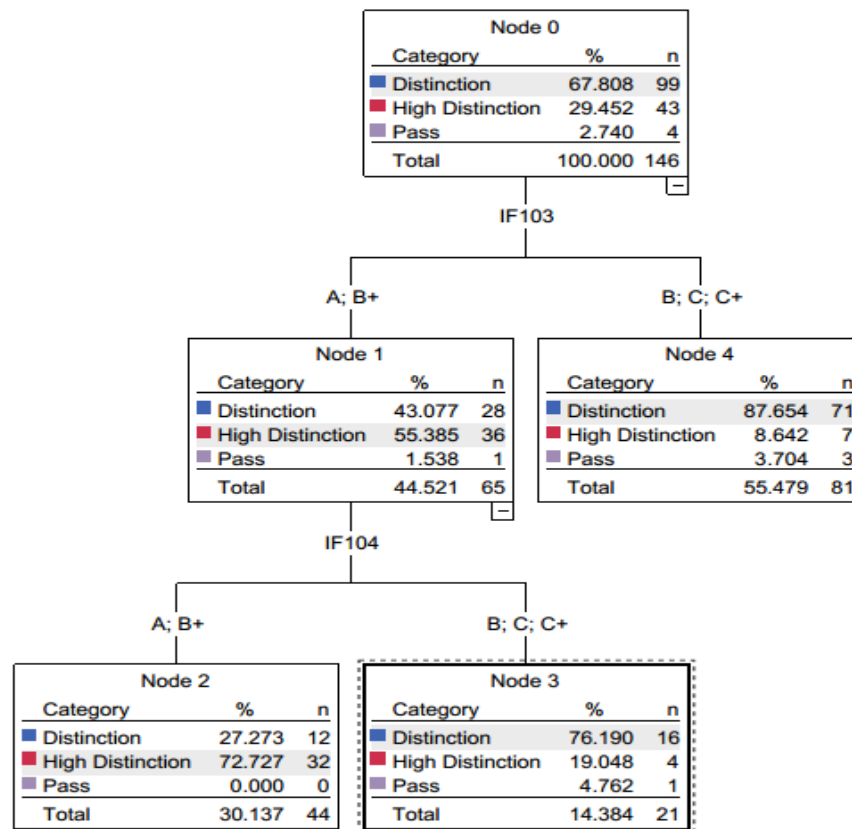 Node 0
Category % n
Distinction 67.808 99
High Distinction 29.452 43
Pass 2.740 4
Total 100.000 146
IF103
A; B+
B; C; C+
Node 1
Category % n
Distinction 43.077 28
High Distinction 55.385 36
Pass 1.538 1
Total 44.521 65
Node 4
Category % n
Distinction 87.654 71
High Distinction 8.642 7
Pass 3.704 3
Total 55.479 81
IF104
A; B+
B; C; C+
Node 2
Category % n
Distinction 27.273 12
High Distinction 72.727 32
Pass 0.000 0
Total 30.137 44
Node 3
Category % n
Distinction 76.190 16
High Distinction 19.048 4
Pass 4.762 1
Total 14.384 21